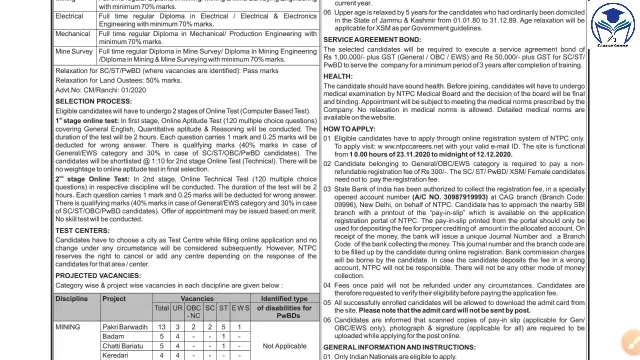 with minimum 70% marks.
Electrical Full time regular Diploma in Electrical / Electrical & Electronics
Engineering with minimum 70% marks.
Mechanical Full time regular Diploma in Mechanical/ Production Engineering with
minimum 70% marks.
Mine Survey Full time regular Diploma in Mine Survey/ Diploma in Mining Engineering
/Diploma in Mining & Mine Surveying with minimum 70% marks.
Relaxation for SC/ST/PwBD (where vacancies are identified): Pass marks
Relaxation for Land Oustees: 50% marks.
Advt.No: CM/Ranchi: 01/2020
SELECTION PROCESS:
Eligible candidates will have to undergo 2 stages of Online Test (Computer Based Test).
1st stage online test: In first stage, Online Aptitude Test (120 multiple choice questions)
covering General English, Quantitative aptitude & Reasoning will be conducted. The
duration of the test will be 2 hours. Each question carries 1 mark and 0.25 marks will be
deducted for wrong answer. There is qualifying marks (40% marks in case of
General/EWS category and 30% in case of SC/ST/OBC/PwBD candidates). The
candidates will be shortlisted @ 1:10 for 2nd stage Online Test (Technical). There will be
no weightage to online aptitude test in final selection.
2nd stage Online Test: In 2nd stage, Online Technical Test (120 multiple choice
questions) in respective discipline will be conducted. The duration of the test will be 2
hours. Each question carries 1 mark and 0.25 marks will be deducted for wrong answer.
There is qualifying marks (40% marks in case of General/EWS category and 30% in case
of SC/ST/OBC/PwBD candidates). Offer of appointment may be issued based on merit.
No skill test will be conducted.
TEST CENTERS:
Candidates have to choose a city as Test Centre while filling online application and no
change under any circumstance will be considered subsequently. However, NTPC
reserves the right to cancel or add any centre depending on the response of the
candidates for that area / center.
PROJECTED VACANCIES:
Category wise & project wise vacancies in each discipline are given below :
Discipline Project Vacancies Identified type
of disabilities for
PwBDs
Total UR OBC SC ST E W S
- NC
MINING Pakri Barwadih 13 3 2 2 5 1
Badam 5 4 - - 1 -
Chatti Bariatu 5 4 - - 1 - Not Applicable
Keredari 4 4 - - - -
current year.
06 Upper age is relaxed by 5 years for the candidates who had ordinarily been domiciled
in the State of Jammu & Kashmir from 01.01.80 to 31.12.89. Age relaxation will be
applicable for XSM as per Government guidelines.
SERVICE AGREEMENT BOND:
The selected candidates will be required to execute a service agreement bond of
Rs 1,00,000/- plus GST (General / OBC / EWS) and Rs 50,000/- plus GST for SC/ST/
PwBD to serve the company for a minimum period of 3 years after completion of training.
HEALTH:
The candidate should have sound health. Before joining, candidates will have to undergo
medical examination by NTPC Medical Board and the decision of the board will be final
and binding. Appointment will be subject to meeting the medical norms prescribed by the
Company. No relaxation in medical norms is allowed. Detailed medical norms are
available on the website.
HOW TO APPLY:
01 Eligible candidates have to apply through online registration system of NTPC only.
To apply visit: w w w.ntpccareers.net with your valid e-mail ID. The site is functional
from 1 0.00 hours of 23.11.2020 to midnight of 12.12.2020.
02 Candidate belonging to General/OBC/EWS category is required to pay a non-
refundable registration fee of Rs 300/-. The SC/ ST/ PwBD/ XSM/ Female candidates
need not to pay the registration fee.
03 State Bank of India has been authorized to collect the registration fee, in a specially
opened account number (A/C NO. 30987919993) at CAG branch (Branch Code:
09996), New Delhi, on behalf of NTPC. Candidate has to approach the nearby SBI
branch with a printout of the "pay-in-slip" which is available on the application
registration portal of NTPC. The pay-in-slip printed from the portal should only be
used for depositing the fee for proper crediting of amount in the allocated account. On
receipt of the money, the bank will issue a unique Journal Number and a Branch
Code of the bank collecting the money. This journal number and the branch code are
to be filled up by the candidate during online registration. Bank commission charges
will be borne by the candidate. In case the candidate deposits the fee in a wrong
account, NTPC will not be responsible. There will not be any other mode of money
collection.
04 Fees once paid will not be refunded under any circumstances. Candidates are
therefore requested to verify their eligibility before paying the application fee.
05 All successfully enrolled candidates will be allowed to download the admit card from
the site. Please note that the admit card will not be sent by post.
06 Candidates are informed that scanned copies of pay-in slip (applicable for Gen/
OBC/EWS only), photograph & signature (applicable for all) are required to be
uploaded while applying for the post online.
GENERAL INFORMATION AND INSTRUCTIONS:
01 Only Indian Nationals are eligible to apply.